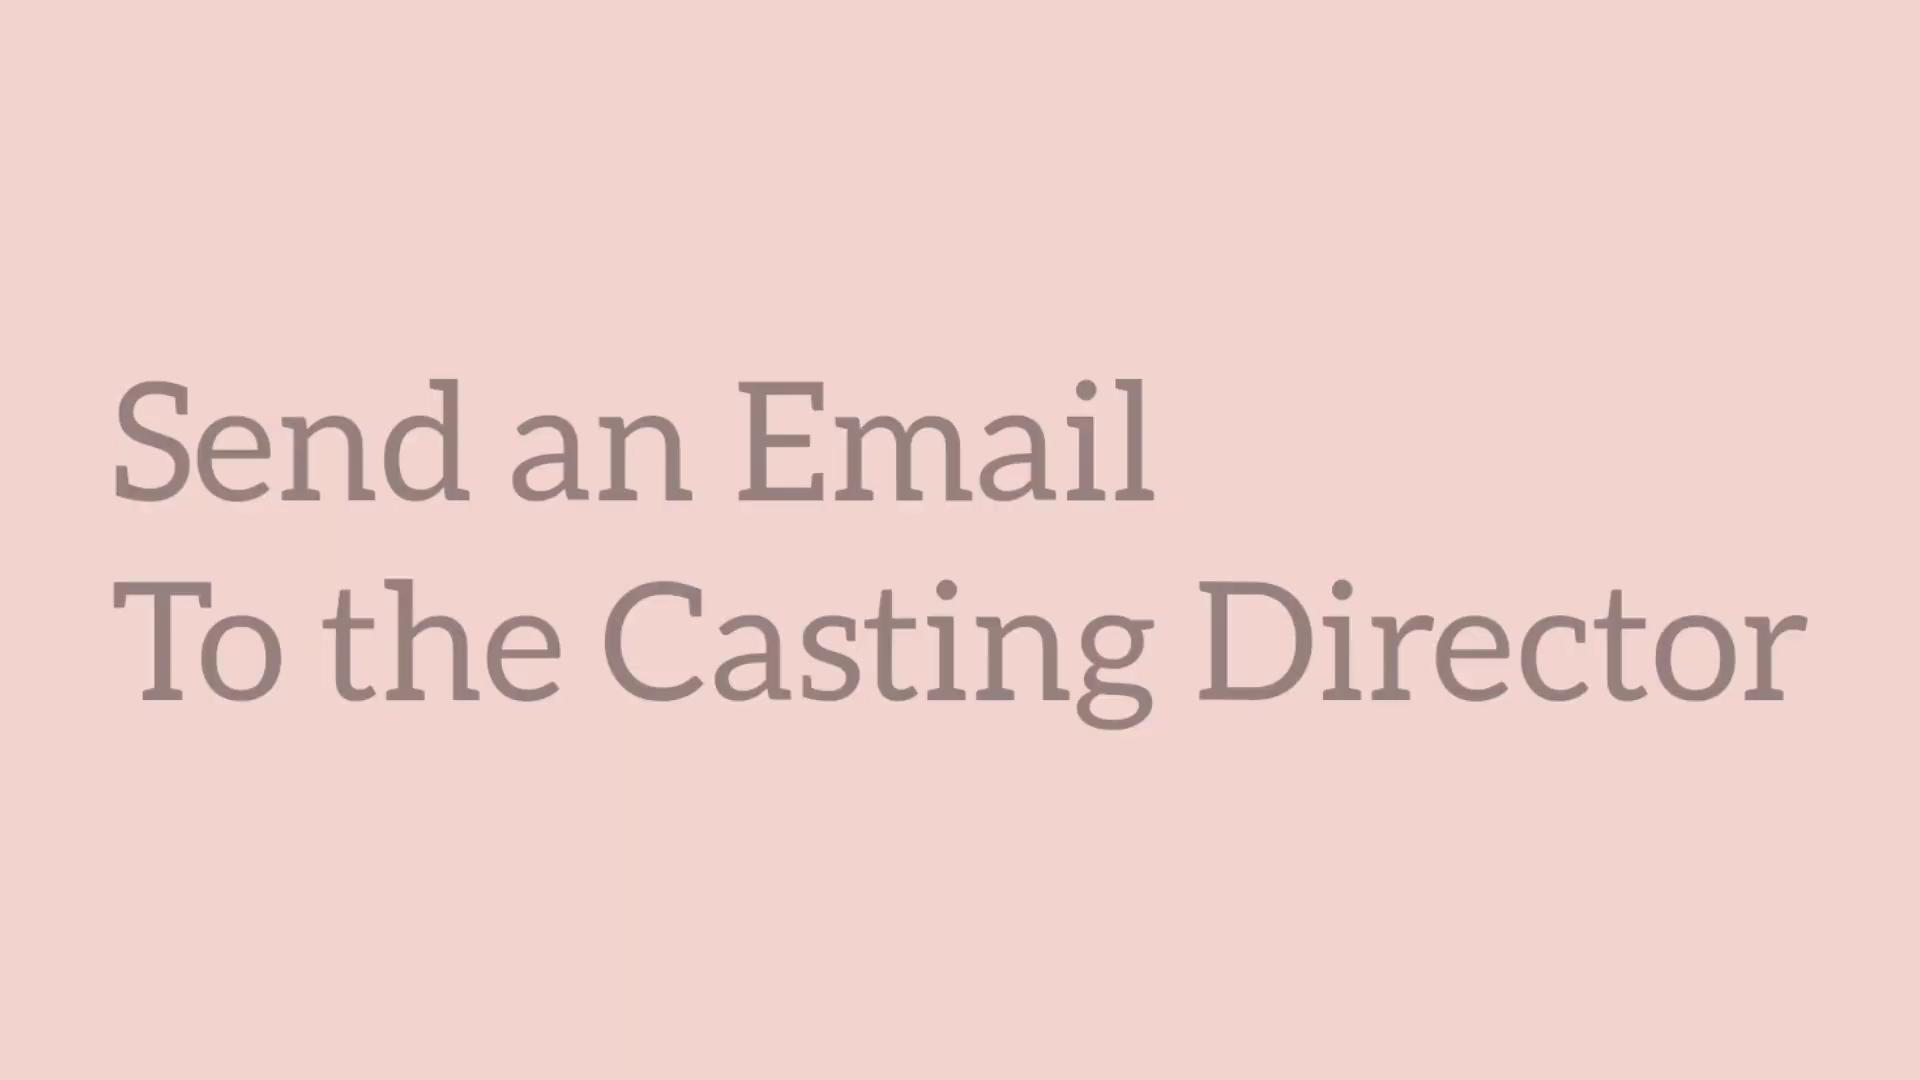 Send an Email
To the Casting Director